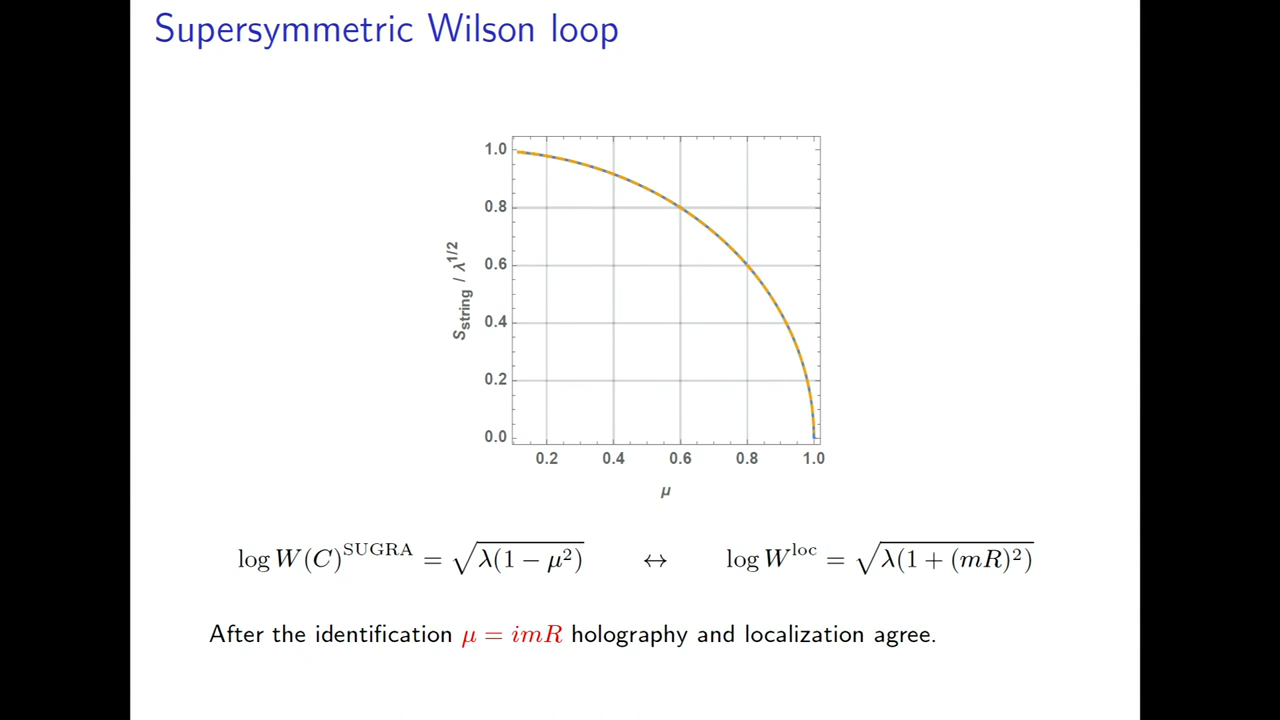 Supersymmetric Wilson loop
1.0
0.8
0.6
0.4
0.2
0.0
S_string / λ^1/2
0.2 0.4 0.6 0.8 1.0
μ
log W(C)^SUGRA = √λ(1 − μ²) ↔ log W^loc = √λ(1 + (mR)²)
After the identification μ = imR holography and localization agree.